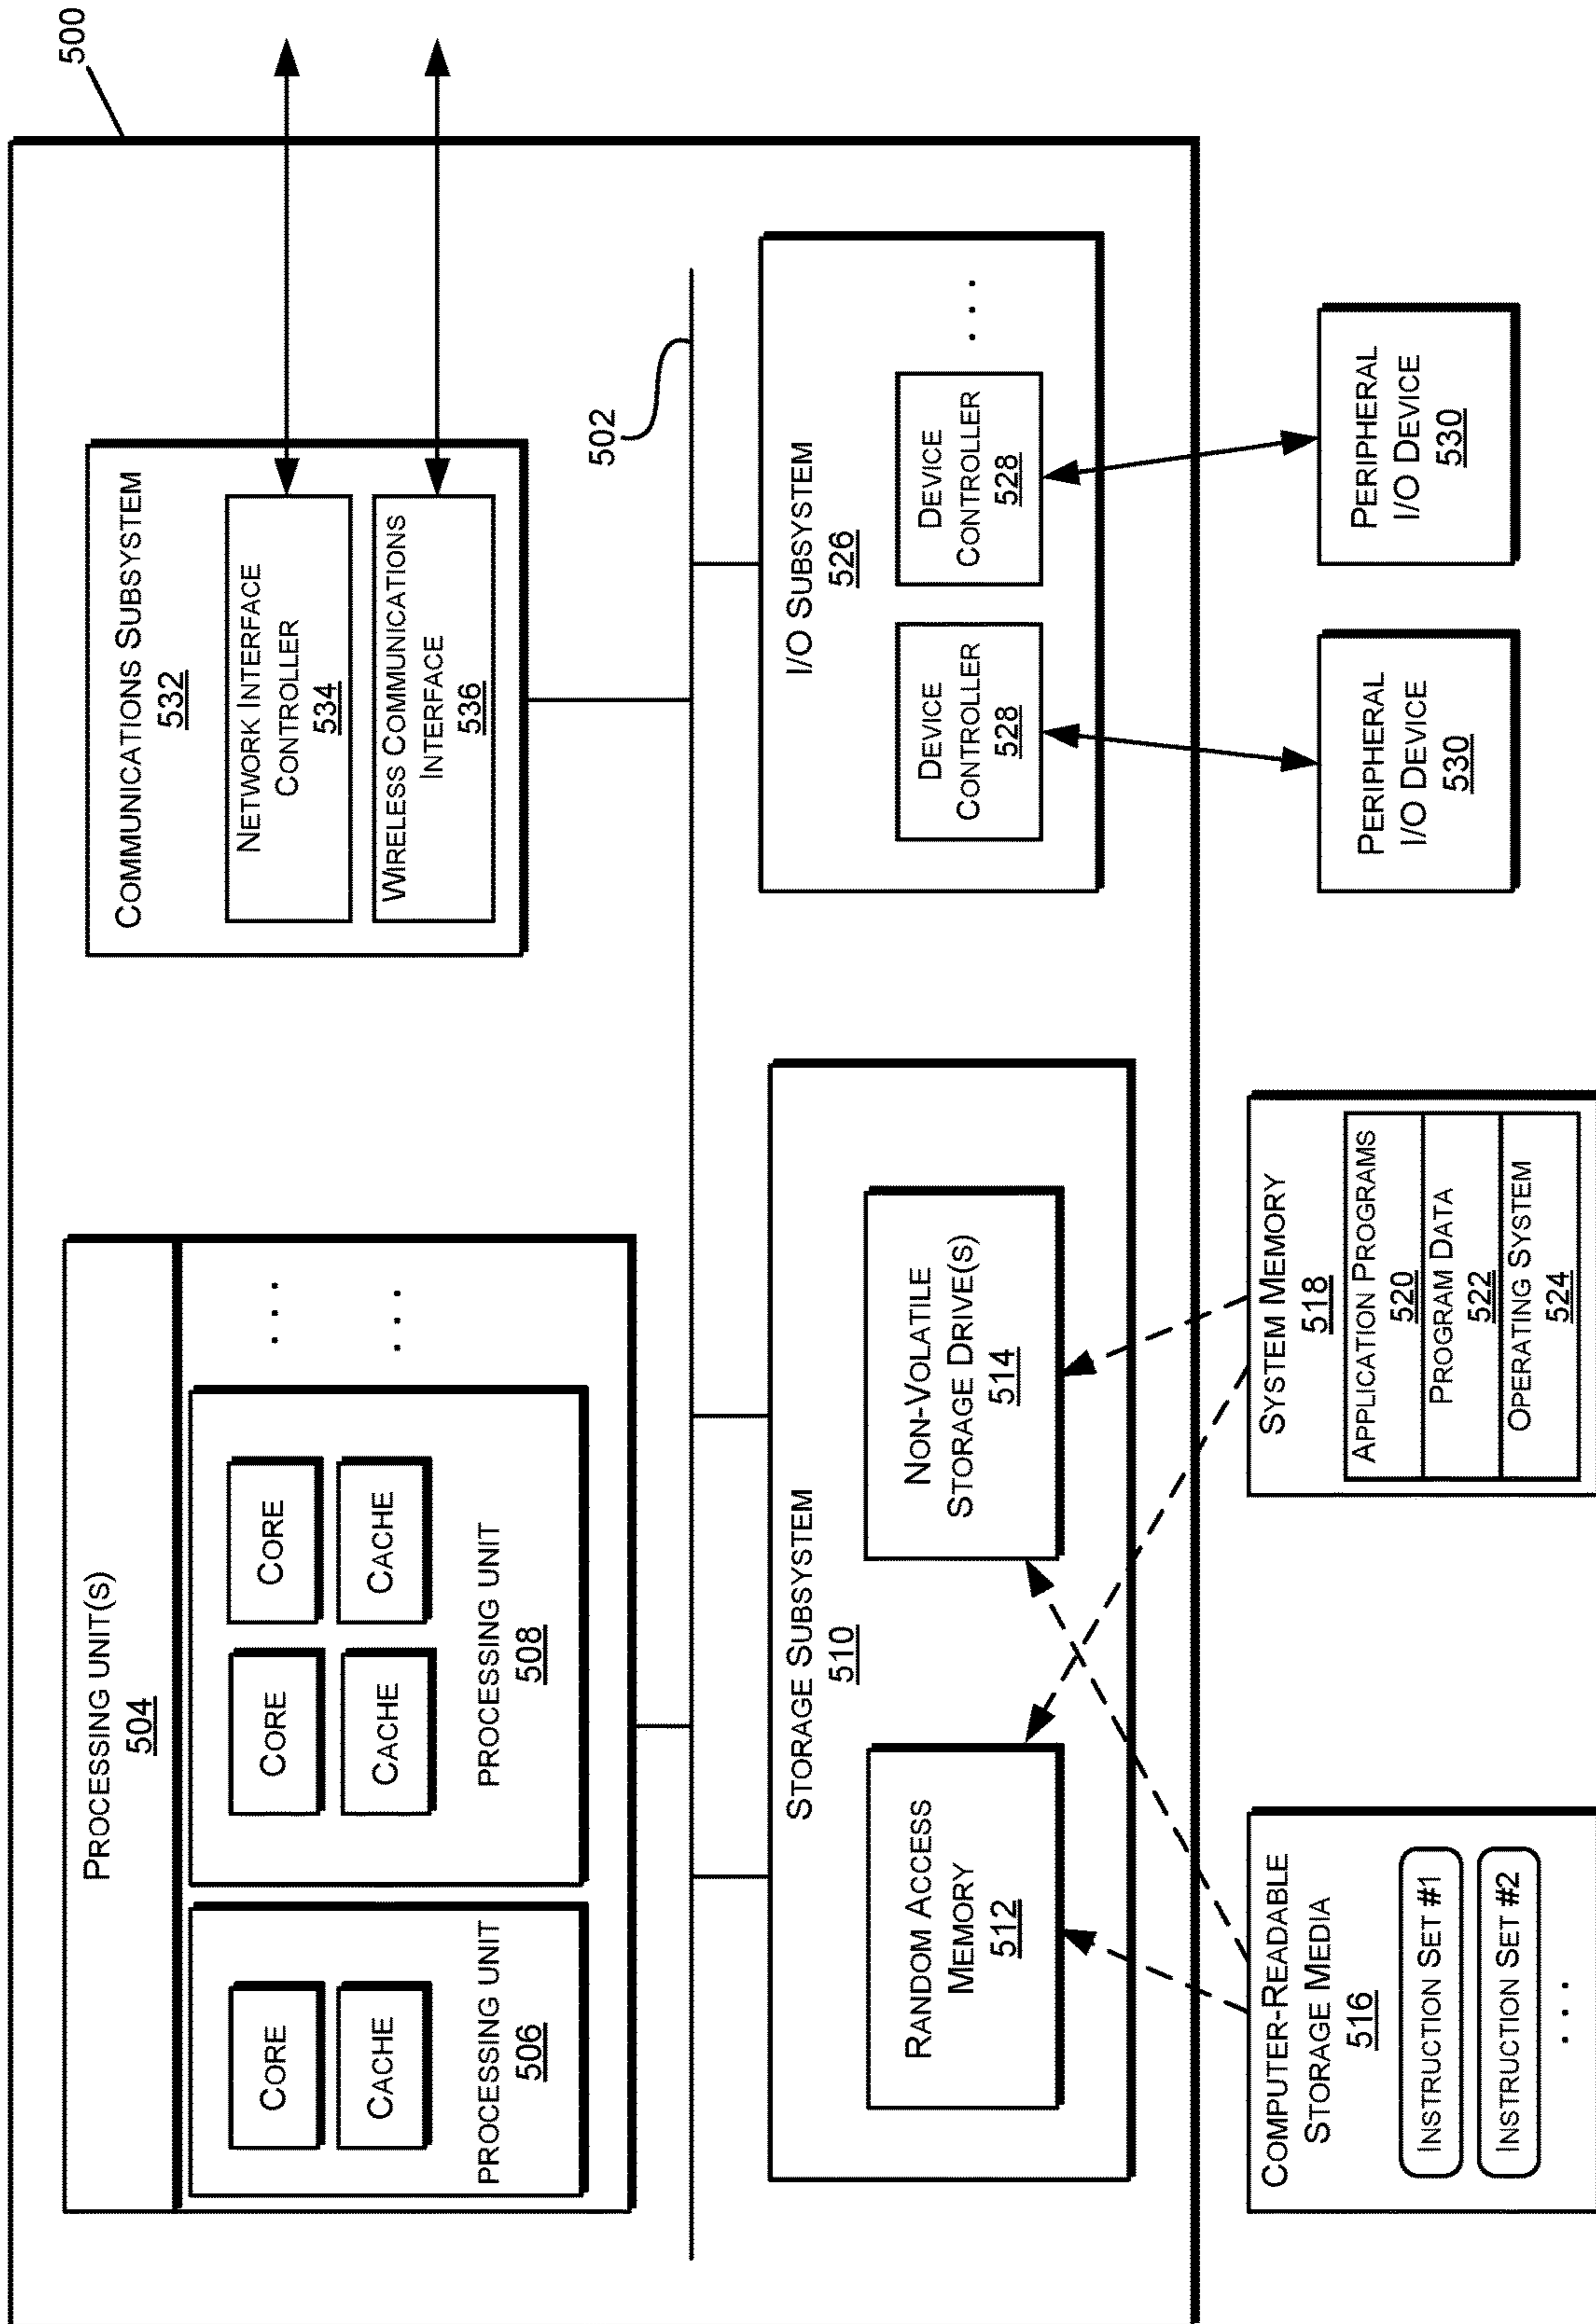 500
PROCESSING UNIT(S)
504
CORE
CACHE
PROCESSING UNIT
506
CORE
CORE
CACHE
CACHE
PROCESSING UNIT
508
. . .
. . .
COMMUNICATIONS SUBSYSTEM
532
NETWORK INTERFACE
CONTROLLER
534
WIRELESS COMMUNICATIONS
INTERFACE
536
502
STORAGE SUBSYSTEM
510
RANDOM ACCESS
MEMORY
512
NON-VOLATILE
STORAGE DRIVE(S)
514
I/O SUBSYSTEM
526
DEVICE
CONTROLLER
528
DEVICE
CONTROLLER
528
. . .
COMPUTER-READABLE
STORAGE MEDIA
516
INSTRUCTION SET #1
INSTRUCTION SET #2
. . .
SYSTEM MEMORY
518
APPLICATION PROGRAMS
520
PROGRAM DATA
522
OPERATING SYSTEM
524
PERIPHERAL
I/O DEVICE
530
PERIPHERAL
I/O DEVICE
530